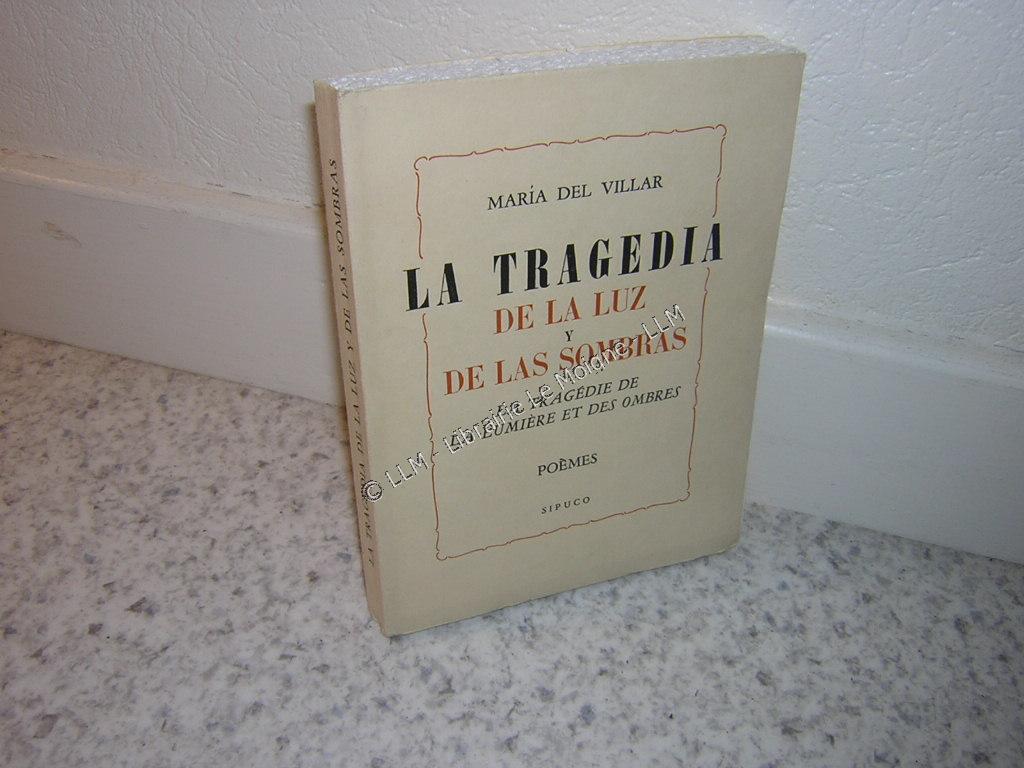 MARÍA DEL VILLAR
LA TRAGEDIA
DE LA LUZ
Y
DE LAS SOMBRAS
LA TRAGÉDIE DE
LA LUMIÈRE ET DES OMBRES
POÈMES
SIPUCO
LA TRAGEDIA DE LA LUZ Y DE LAS SOMBRAS
© LLM - Librairie Le Moigne - LLM